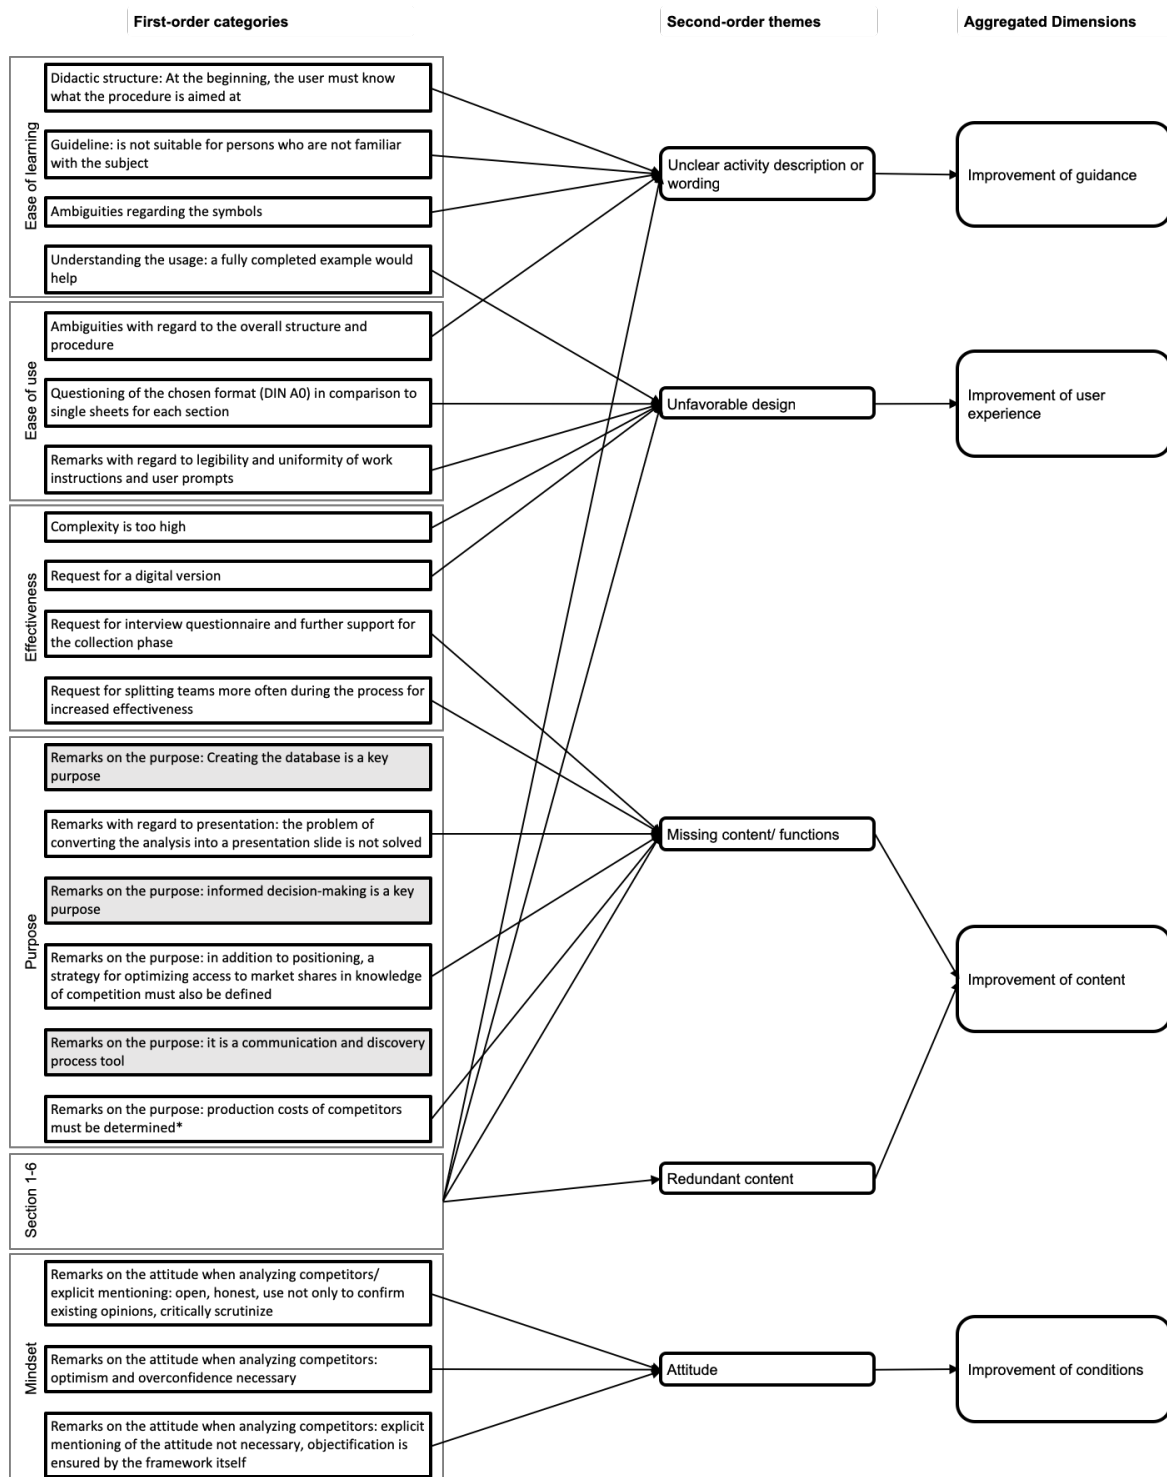 First-order categories
Second-order themes
Aggregated Dimensions
Ease of learning
Didactic structure: At the beginning, the user must know
what the procedure is aimed at
Guideline: is not suitable for persons who are not familiar
with the subject
Ambiguities regarding the symbols
Understanding the usage: a fully completed example would
help
Ease of use
Ambiguities with regard to the overall structure and
procedure
Questioning of the chosen format (DIN A0) in comparison to
single sheets for each section
Remarks with regard to legibility and uniformity of work
instructions and user prompts
Effectiveness
Complexity is too high
Request for a digital version
Request for interview questionnaire and further support for
the collection phase
Request for splitting teams more often during the process for
increased effectiveness
Purpose
Remarks on the purpose: Creating the database is a key
purpose
Remarks with regard to presentation: the problem of
converting the analysis into a presentation slide is not solved
Remarks on the purpose: informed decision-making is a key
purpose
Remarks on the purpose: in addition to positioning, a
strategy for optimizing access to market shares in knowledge
of competition must also be defined
Remarks on the purpose: it is a communication and discovery
process tool
Remarks on the purpose: production costs of competitors
must be determined*
Section 1-6
Mindset
Remarks on the attitude when analyzing competitors/
explicit mentioning: open, honest, use not only to confirm
existing opinions, critically scrutinize
Remarks on the attitude when analyzing competitors:
optimism and overconfidence necessary
Remarks on the attitude when analyzing competitors: explicit
mentioning of the attitude not necessary, objectification is
ensured by the framework itself
Unclear activity description or
wording
Unfavorable design
Missing content/ functions
Redundant content
Attitude
Improvement of guidance
Improvement of user
experience
Improvement of content
Improvement of conditions